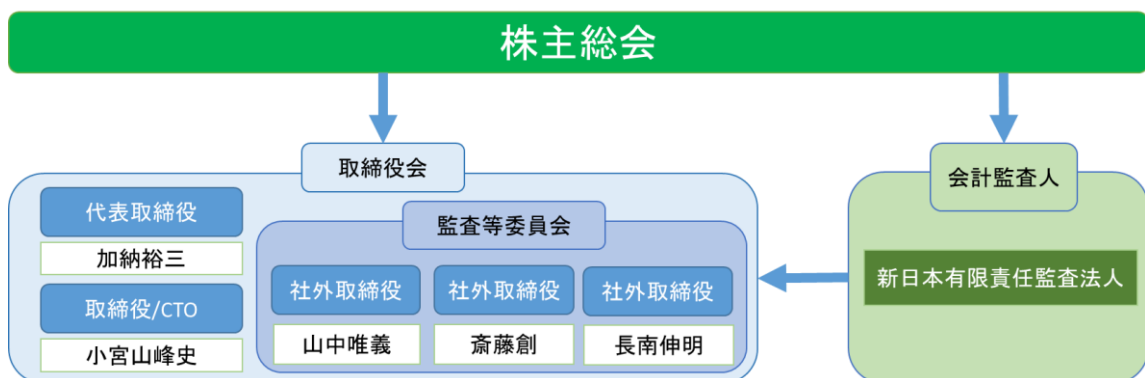 株主総会
取締役会
会計監査人
代表取締役
加納裕三
取締役/CTO
小宮山峰史
監査等委員会
社外取締役
山中唯義
社外取締役
斎藤創
社外取締役
長南伸明
新日本有限責任監査法人